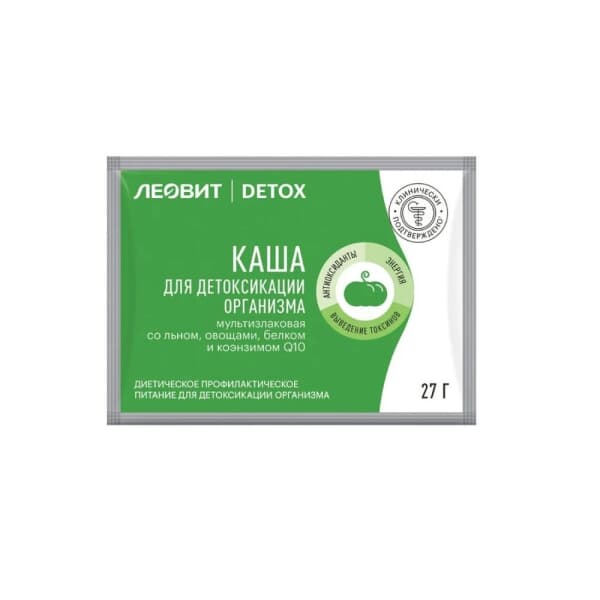 ЛЕОВИТ | DETOX
КЛИНИЧЕСКИ
ПОДТВЕРЖДЕНО
КАША
ДЛЯ ДЕТОКСИКАЦИИ
ОРГАНИЗМА
мультизлаковая
со льном, овощами, белком
и коэнзимом Q10
АНТИОКСИДАНТЫ
ЭНЕРГИЯ
ВЫВЕДЕНИЕ ТОКСИНОВ
ДИЕТИЧЕСКОЕ ПРОФИЛАКТИЧЕСКОЕ
ПИТАНИЕ ДЛЯ ДЕТОКСИКАЦИИ ОРГАНИЗМА
27 Г